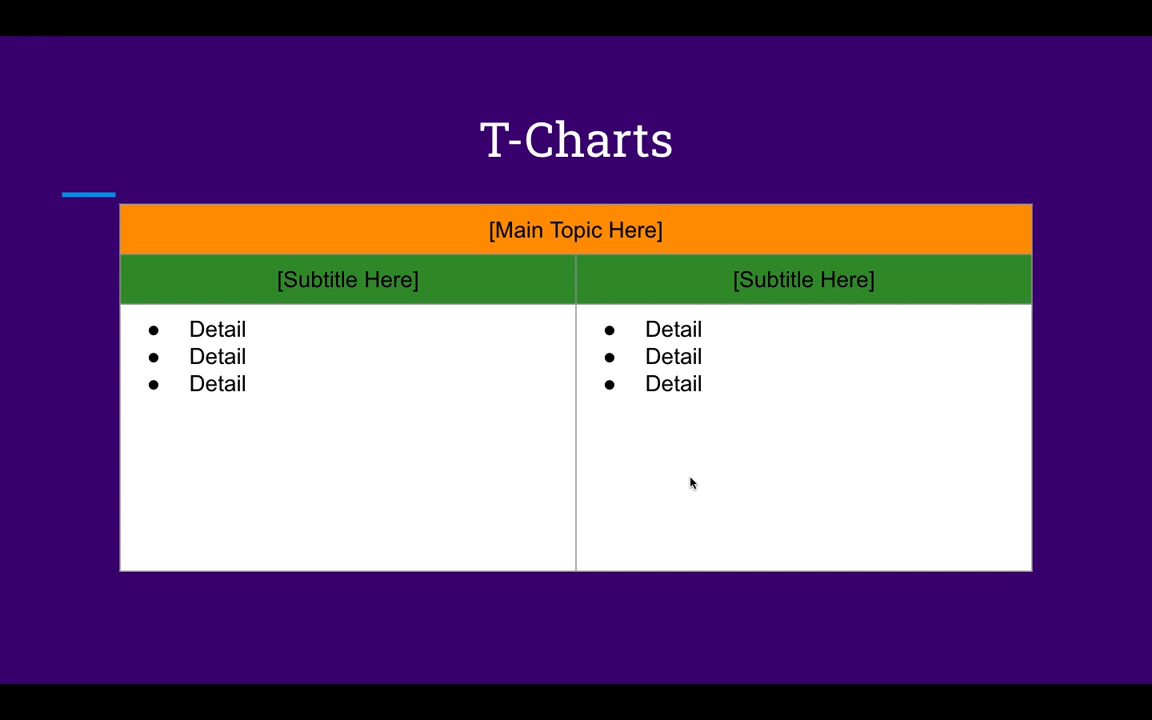 T-Charts
[Main Topic Here]
[Subtitle Here] [Subtitle Here]
● Detail ● Detail
● Detail ● Detail
● Detail ● Detail